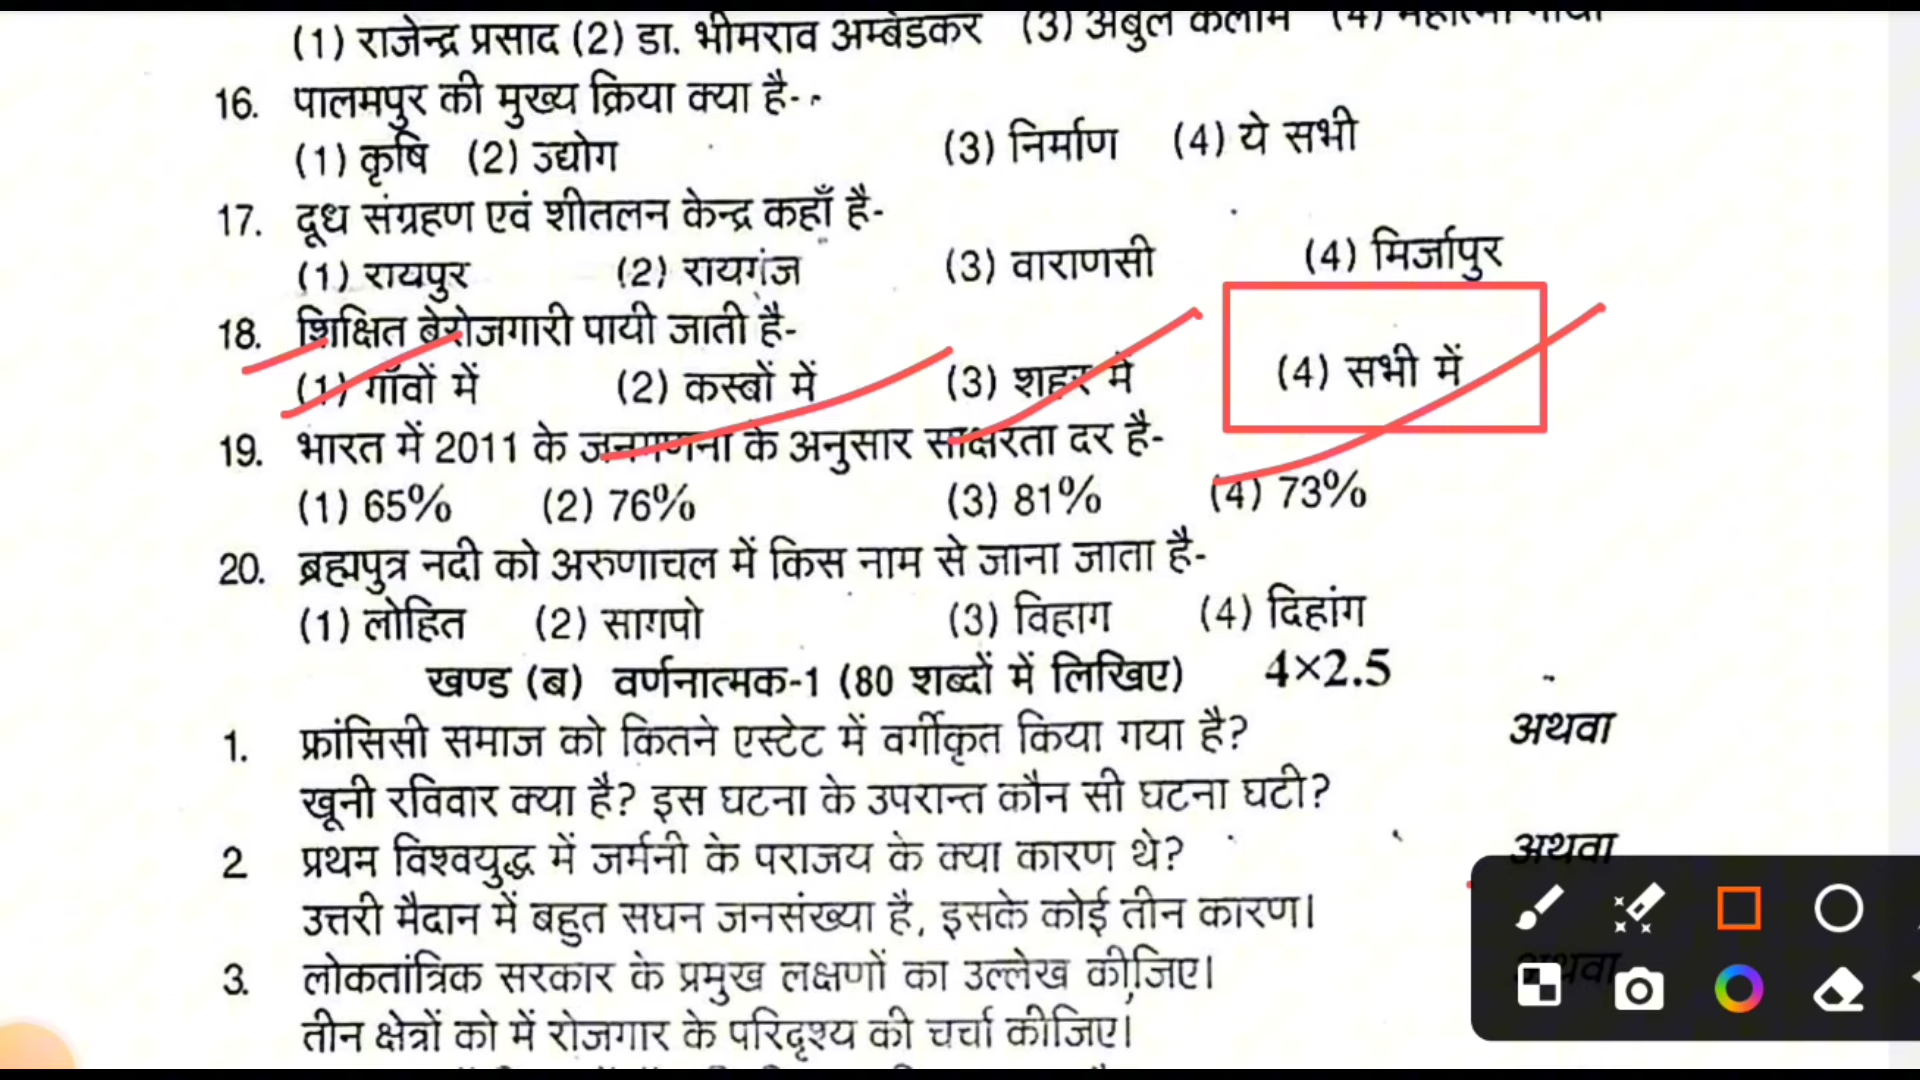 (1) राजेन्द्र प्रसाद (2) डा. भीमराव अम्बेडकर (3) अबुल कलाम (4) महात्मा गांधी
16. पालमपुर की मुख्य क्रिया क्या है-
(1) कृषि (2) उद्योग (3) निर्माण (4) ये सभी
17. दूध संग्रहण एवं शीतलन केन्द्र कहाँ है-
(1) रायपुर (2) रायगंज (3) वाराणसी (4) मिर्जापुर
18. शिक्षित बेरोजगारी पायी जाती है-
(1) गाँवों में (2) कस्बों में (3) शहर में (4) सभी में
19. भारत में 2011 के जनगणना के अनुसार साक्षरता दर है-
(1) 65% (2) 76% (3) 81% (4) 73%
20. ब्रह्मपुत्र नदी को अरुणाचल में किस नाम से जाना जाता है-
(1) लोहित (2) सागपो (3) विहाग (4) दिहांग
खण्ड (ब) वर्णनात्मक-1 (80 शब्दों में लिखिए) 4×2.5
1. फ्रांसिसी समाज को कितने एस्टेट में वर्गीकृत किया गया है? अथवा
खूनी रविवार क्या है? इस घटना के उपरान्त कौन सी घटना घटी?
2 प्रथम विश्वयुद्ध में जर्मनी के पराजय के क्या कारण थे? अथवा
उत्तरी मैदान में बहुत सघन जनसंख्या है, इसके कोई तीन कारण।
3. लोकतांत्रिक सरकार के प्रमुख लक्षणों का उल्लेख कीजिए। अथवा
तीन क्षेत्रों को में रोजगार के परिदृश्य की चर्चा कीजिए।